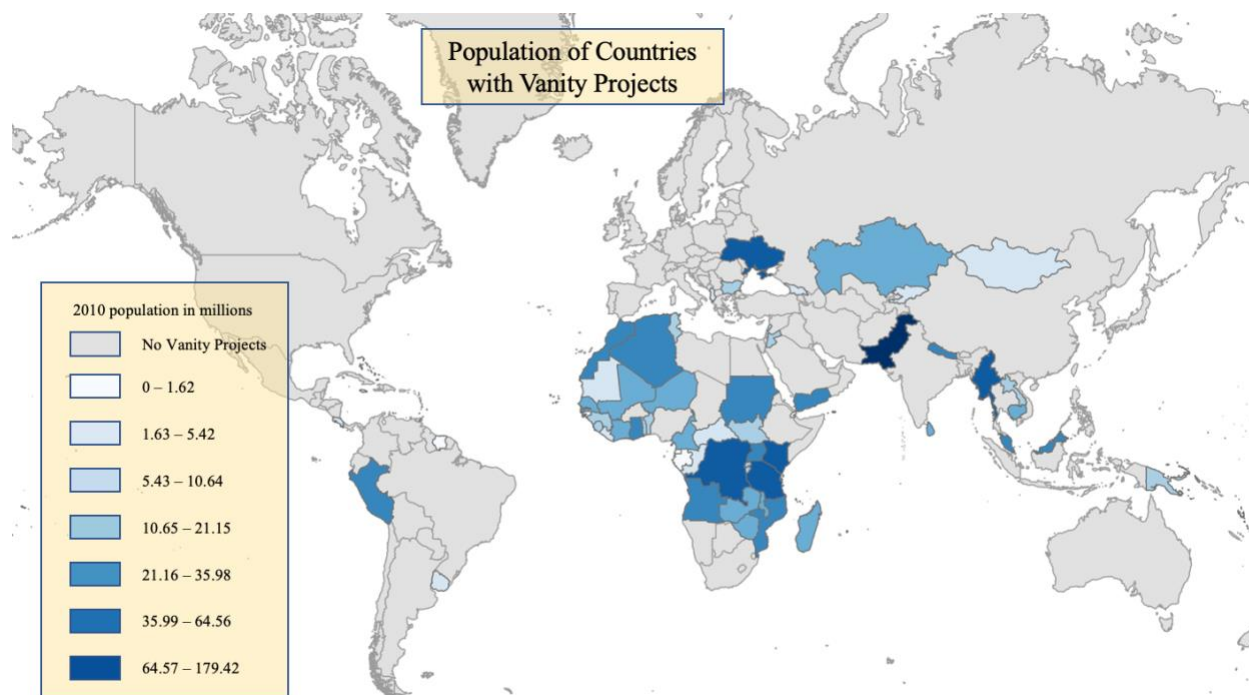 Population of Countries
with Vanity Projects
2010 population in millions
No Vanity Projects
0 – 1.62
1.63 – 5.42
5.43 – 10.64
10.65 – 21.15
21.16 – 35.98
35.99 – 64.56
64.57 – 179.42